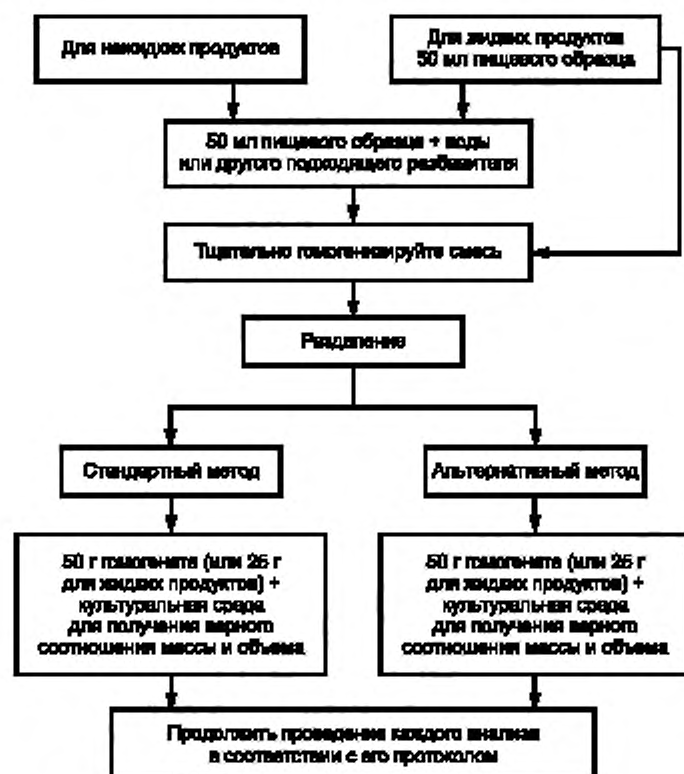 Для нежидких продуктов
Для жидких продуктов
50 мл пищевого образца
50 мл пищевого образца + воды
или другого подходящего разбавителя
Тщательно гомогенизируйте смесь
Разделение
Стандартный метод
Альтернативный метод
50 г гомогената (или 25 г
для жидких продуктов) +
культуральная среда
для получения верного
соотношения массы и объема
50 г гомогената (или 25 г
для жидких продуктов) +
культуральная среда
для получения верного
соотношения массы и объема
Продолжить проведение каждого анализа
в соответствии с его протоколом